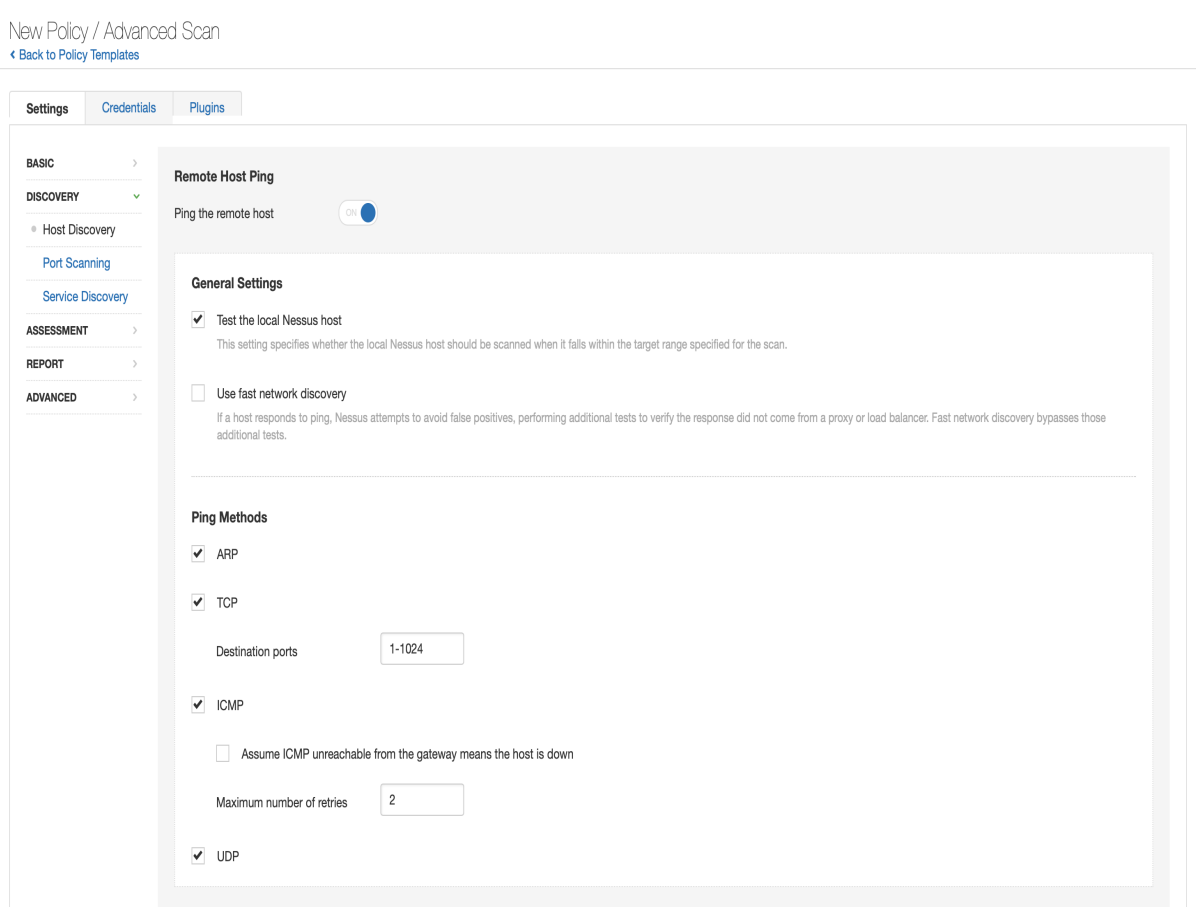 New Policy / Advanced Scan
Back to Policy Templates
Settings
Credentials
Plugins
BASIC
DISCOVERY
Host Discovery
Port Scanning
Service Discovery
ASSESSMENT
REPORT
ADVANCED
Remote Host Ping
Ping the remote host
ON
General Settings
Test the local Nessus host
This setting specifies whether the local Nessus host should be scanned when it falls within the target range specified for the scan.
Use fast network discovery
If a host responds to ping, Nessus attempts to avoid false positives, performing additional tests to verify the response did not come from a proxy or load balancer. Fast network discovery bypasses those
additional tests.
Ping Methods
ARP
TCP
Destination ports
1-1024
ICMP
Assume ICMP unreachable from the gateway means the host is down
Maximum number of retries
2
UDP